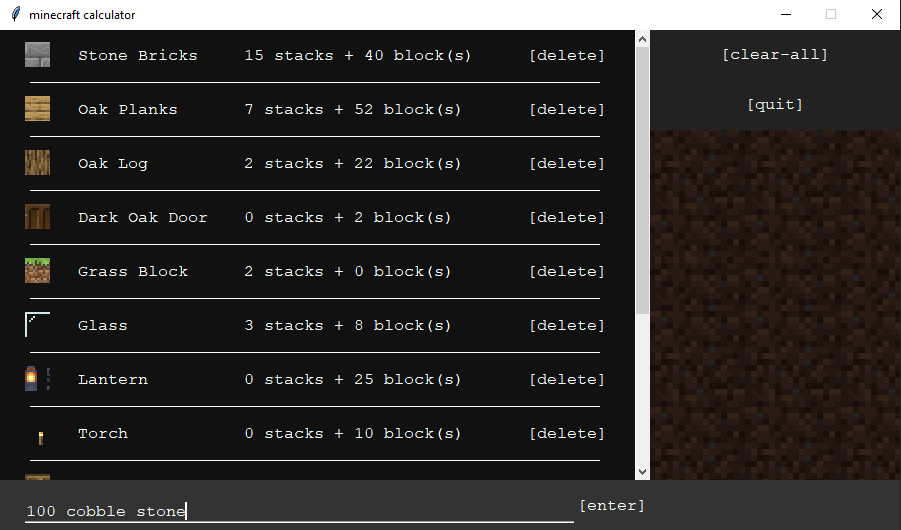 minecraft calculator
Stone Bricks 15 stacks + 40 block(s) [delete] [clear-all]
Oak Planks 7 stacks + 52 block(s) [delete] [quit]
Oak Log 2 stacks + 22 block(s) [delete]
Dark Oak Door 0 stacks + 2 block(s) [delete]
Grass Block 2 stacks + 0 block(s) [delete]
Glass 3 stacks + 8 block(s) [delete]
Lantern 0 stacks + 25 block(s) [delete]
Torch 0 stacks + 10 block(s) [delete]
100 cobble stone [enter]